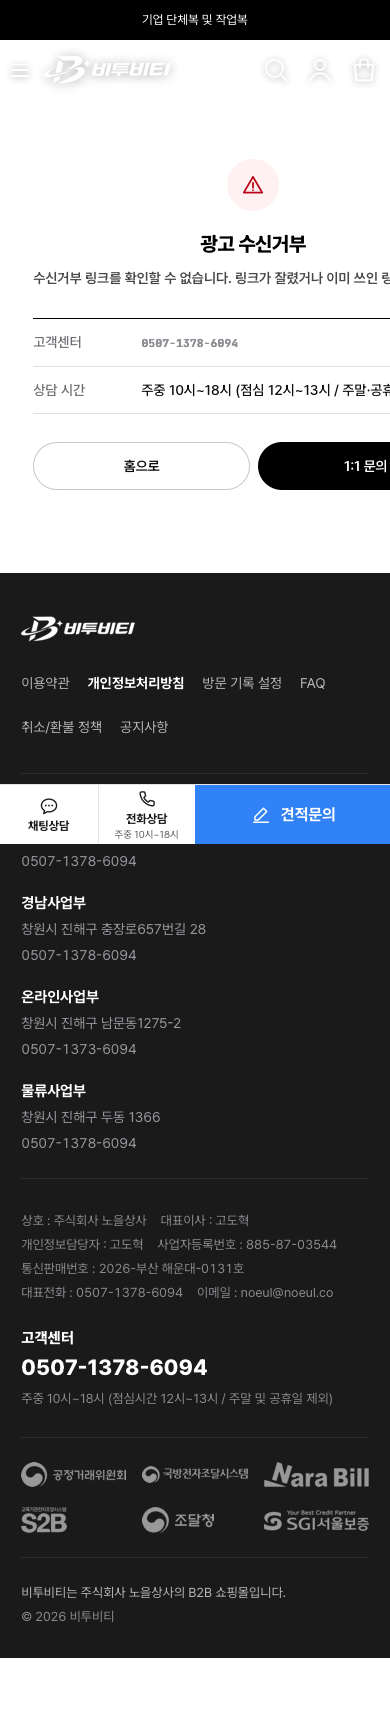 기업 단체복 및 작업복
비투비티
광고 수신거부
수신거부 링크를 확인할 수 없습니다. 링크가 잘렸거나 이미 쓰인 링
고객센터
0507-1378-6094
상담 시간
주중 10시~18시 (점심 12시~13시 / 주말·공휴
홈으로
1:1 문의
비투비티
이용약관 개인정보처리방침 방문 기록 설정 FAQ
취소/환불 정책 공지사항
채팅상담
전화상담
주중 10시~18시
견적문의
0507-1378-6094
경남사업부
창원시 진해구 충장로657번길 28
0507-1378-6094
온라인사업부
창원시 진해구 남문동1275-2
0507-1373-6094
물류사업부
창원시 진해구 두동 1366
0507-1378-6094
상호 : 주식회사 노을상사 대표이사 : 고도혁
개인정보담당자 : 고도혁 사업자등록번호 : 885-87-03544
통신판매번호 : 2026-부산 해운대-0131호
대표전화 : 0507-1378-6094 이메일 : noeul@noeul.co
고객센터
0507-1378-6094
주중 10시~18시 (점심시간 12시~13시 / 주말 및 공휴일 제외)
공정거래위원회 국방전자조달시스템 Nara Bill
S2B 조달청 Your Best Credit Partner
SGI서울보증
비투비티는 주식회사 노을상사의 B2B 쇼핑몰입니다.
© 2026 비투비티